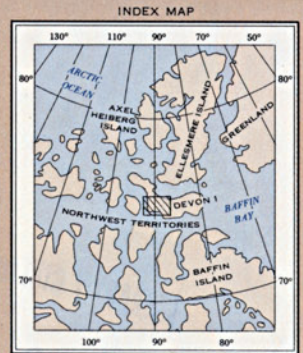 INDEX MAP
130° 110° 90° 70° 50°
80°
80°
ARCTIC
OCEAN
AXEL
HEIBERG
ISLAND
ELLESMERE ISLAND
GREENLAND
DEVON I
NORTHWEST TERRITORIES
BAFFIN
BAY
BAFFIN
ISLAND
70°
70°
100° 90° 80°